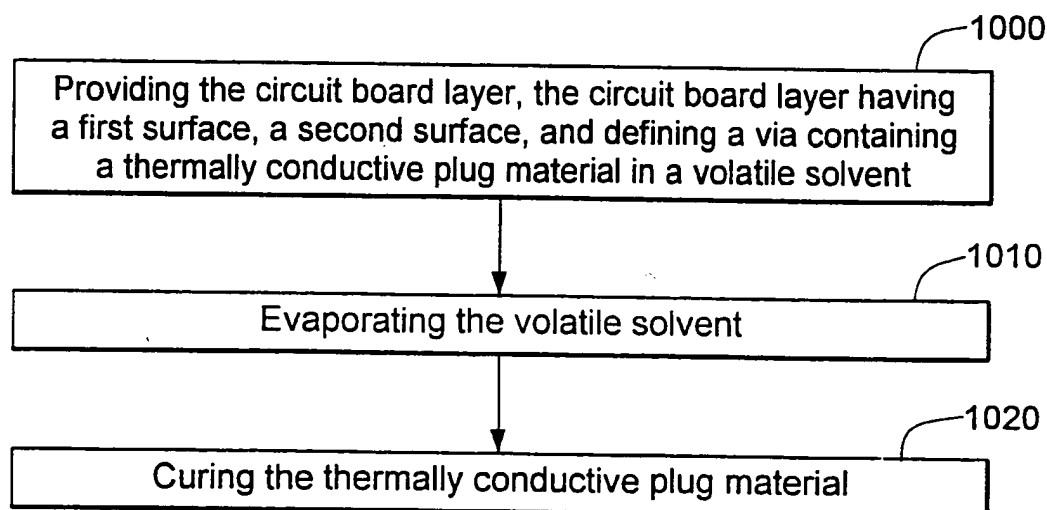 1000
Providing the circuit board layer, the circuit board layer having
a first surface, a second surface, and defining a via containing
a thermally conductive plug material in a volatile solvent
1010
Evaporating the volatile solvent
1020
Curing the thermally conductive plug material